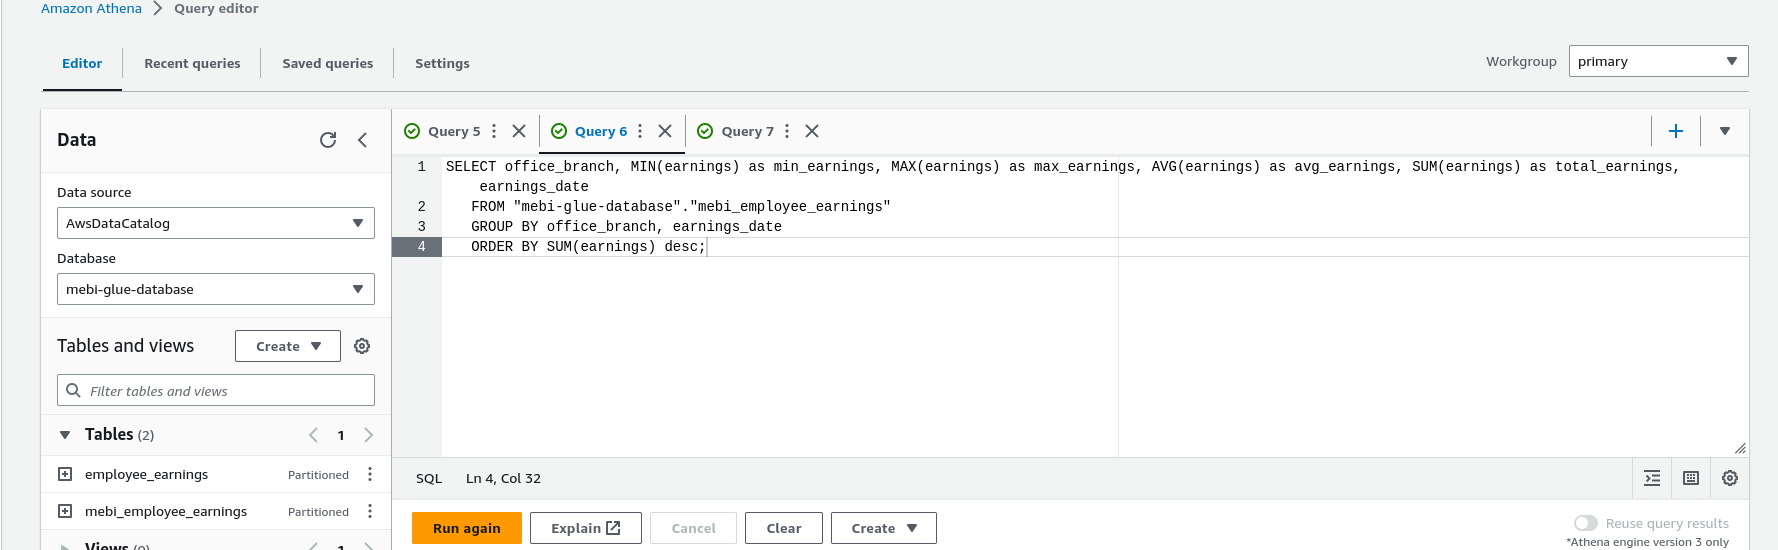 Amazon Athena > Query editor
Editor Recent queries Saved queries Settings
Workgroup primary
Data
Data source
AwsDataCatalog
Database
mebi-glue-database
Tables and views Create
Filter tables and views
Tables (2) < 1 >
employee_earnings Partitioned
mebi_employee_earnings Partitioned
Views (0) < 1 >
Query 5 Query 6 Query 7
1 SELECT office_branch, MIN(earnings) as min_earnings, MAX(earnings) as max_earnings, AVG(earnings) as avg_earnings, SUM(earnings) as total_earnings,
earnings_date
2 FROM "mebi-glue-database"."mebi_employee_earnings"
3 GROUP BY office_branch, earnings_date
4 ORDER BY SUM(earnings) desc;
SQL Ln 4, Col 32
Run again Explain Cancel Clear Create
Reuse query results
*Athena engine version 3 only